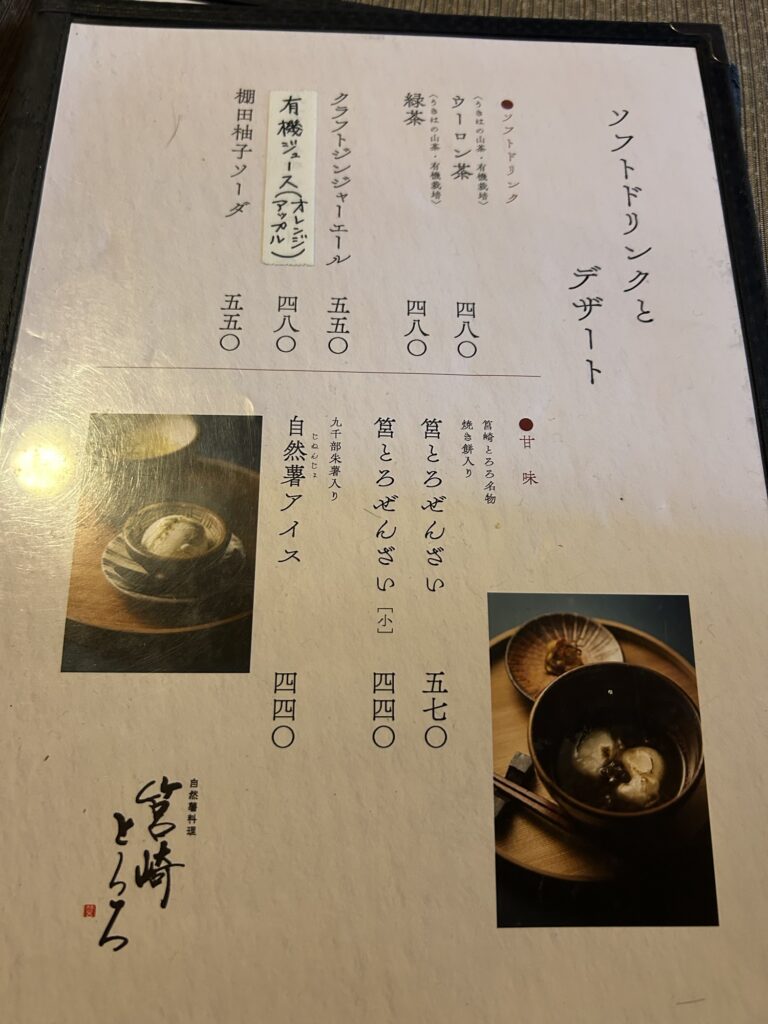 ソフトドリンクと
デザート
●ソフトドリンク
〈うきはの山茶・有機栽培〉
ウーロン茶 四八〇
〈うきはの山茶・有機栽培〉
緑茶 四八〇
クラフトジンジャーエール 五五〇
有機ジュース(オレンジ アップル) 四八〇
棚田柚子ソーダ 五五〇
●甘味
筥崎とろろ名物
焼き餅入り
筥とろぜんざい 五七〇
筥とろぜんざい［小］ 四四〇
九千部朱薯入り
じねんじょ
自然薯アイス 四四〇
自然薯料理
筥崎
とろろ